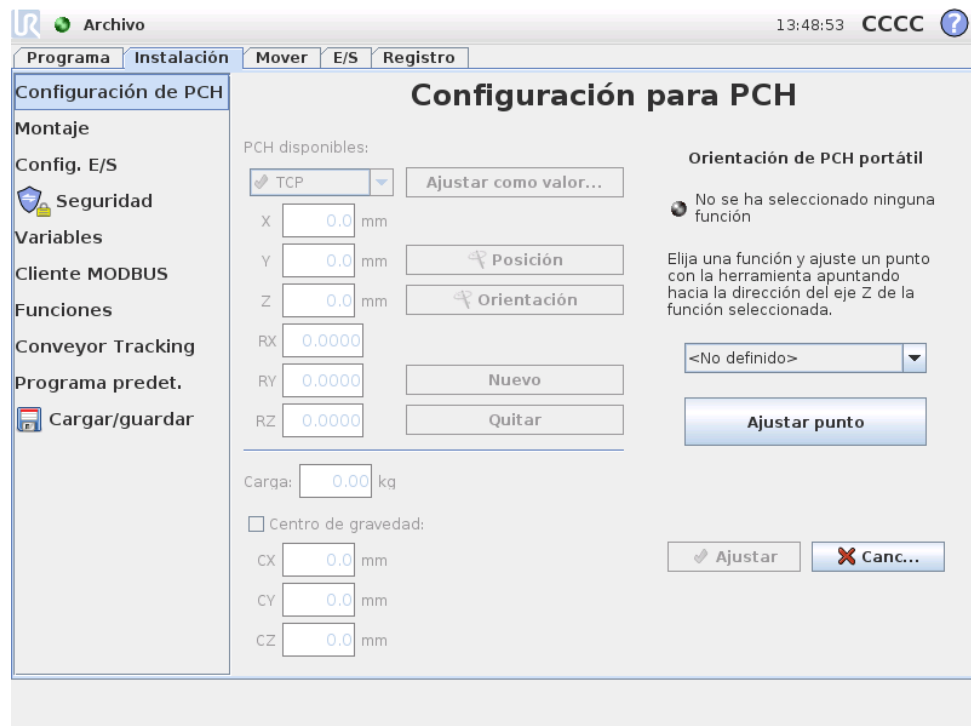 UR Archivo 13:48:53 CCCC ?
Programa Instalación Mover E/S Registro
Configuración de PCH
Montaje
Config. E/S
Seguridad
Variables
Cliente MODBUS
Funciones
Conveyor Tracking
Programa predet.
Cargar/guardar
Configuración para PCH
PCH disponibles:
TCP Ajustar como valor...
X 0.0 mm
Y 0.0 mm Posición
Z 0.0 mm Orientación
RX 0.0000
RY 0.0000 Nuevo
RZ 0.0000 Quitar
Carga: 0.00 kg
Centro de gravedad:
CX 0.0 mm
CY 0.0 mm
CZ 0.0 mm
Orientación de PCH portátil
No se ha seleccionado ninguna
función
Elija una función y ajuste un punto
con la herramienta apuntando
hacia la dirección del eje Z de la
función seleccionada.
<No definido>
Ajustar punto
Ajustar Canc...